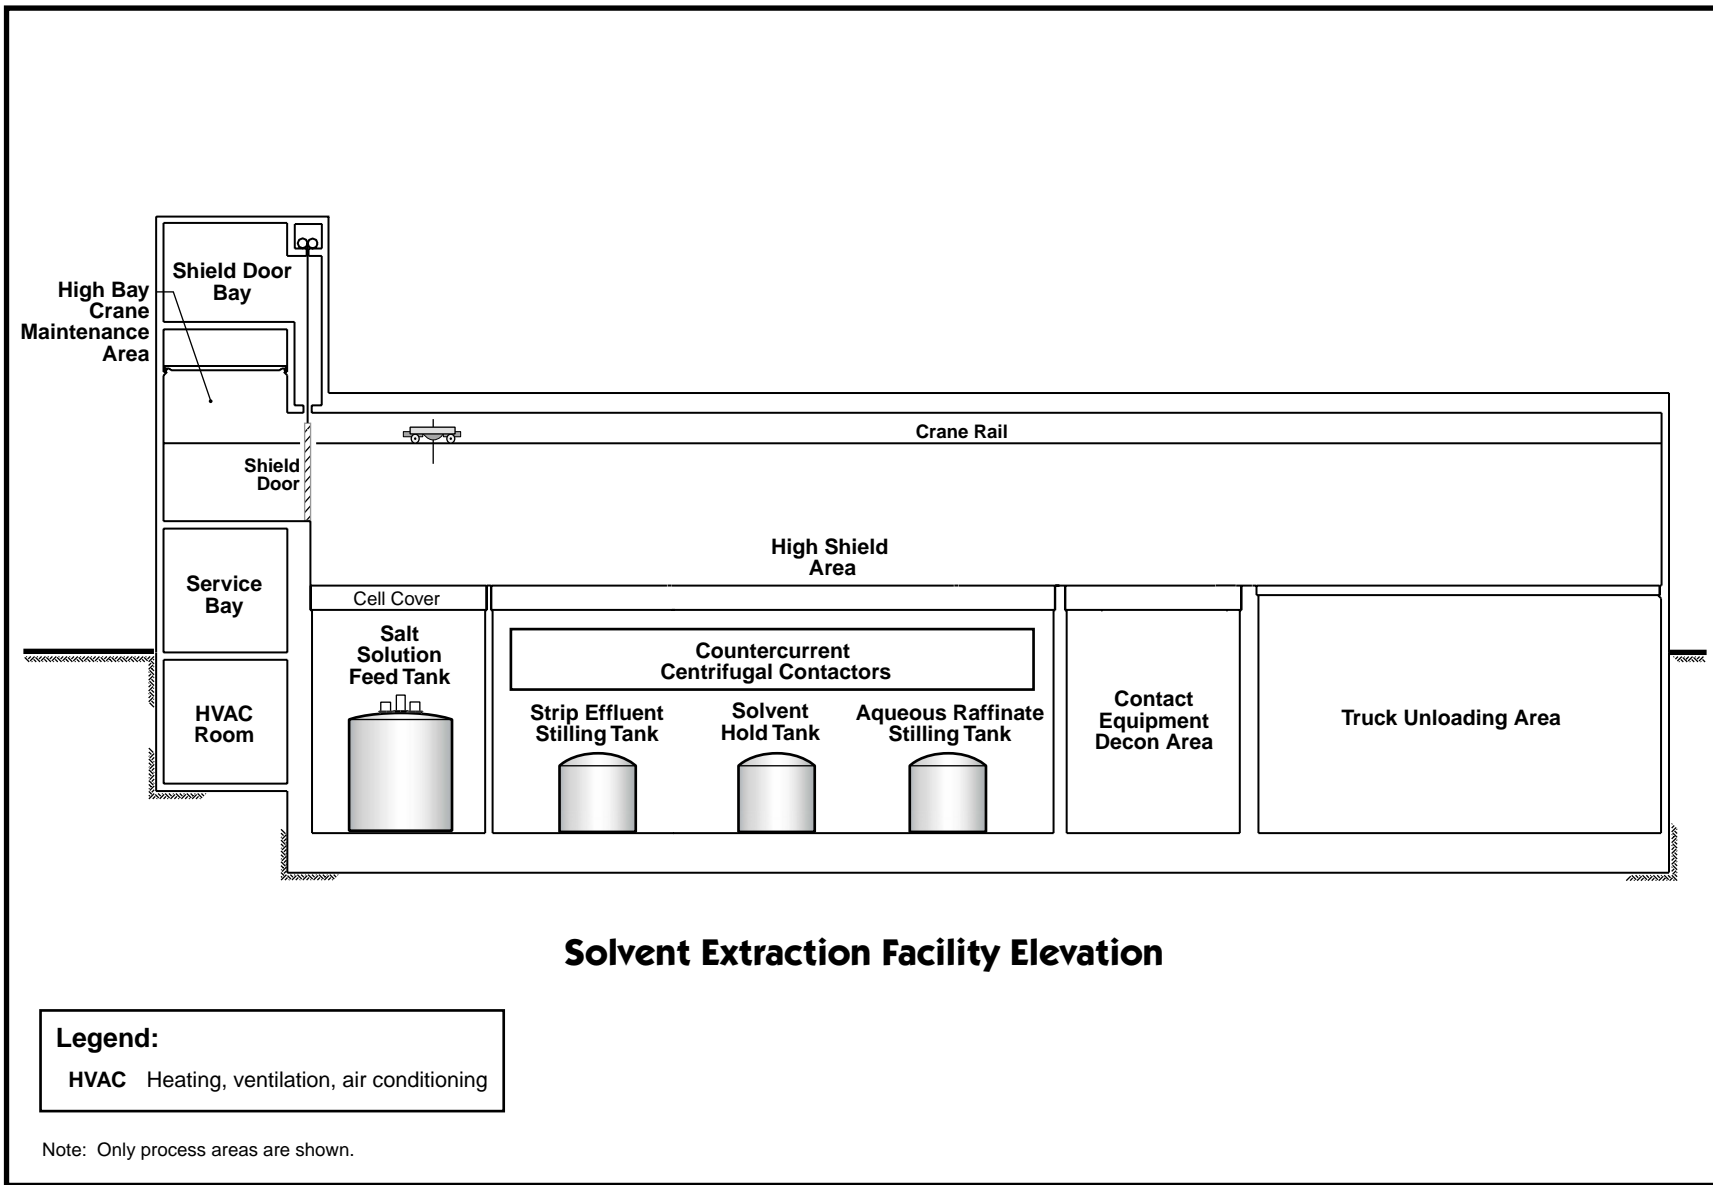 Shield Door
Bay
High Bay
Crane
Maintenance
Area
Crane Rail
Shield
Door
High Shield
Area
Service
Bay
Cell Cover
Salt
Solution
Feed Tank
Countercurrent
Centrifugal Contactors
HVAC
Room
Strip Effluent
Stilling Tank
Solvent
Hold Tank
Aqueous Raffinate
Stilling Tank
Contact
Equipment
Decon Area
Truck Unloading Area
Solvent Extraction Facility Elevation
Legend:
HVAC Heating, ventilation, air conditioning
Note: Only process areas are shown.